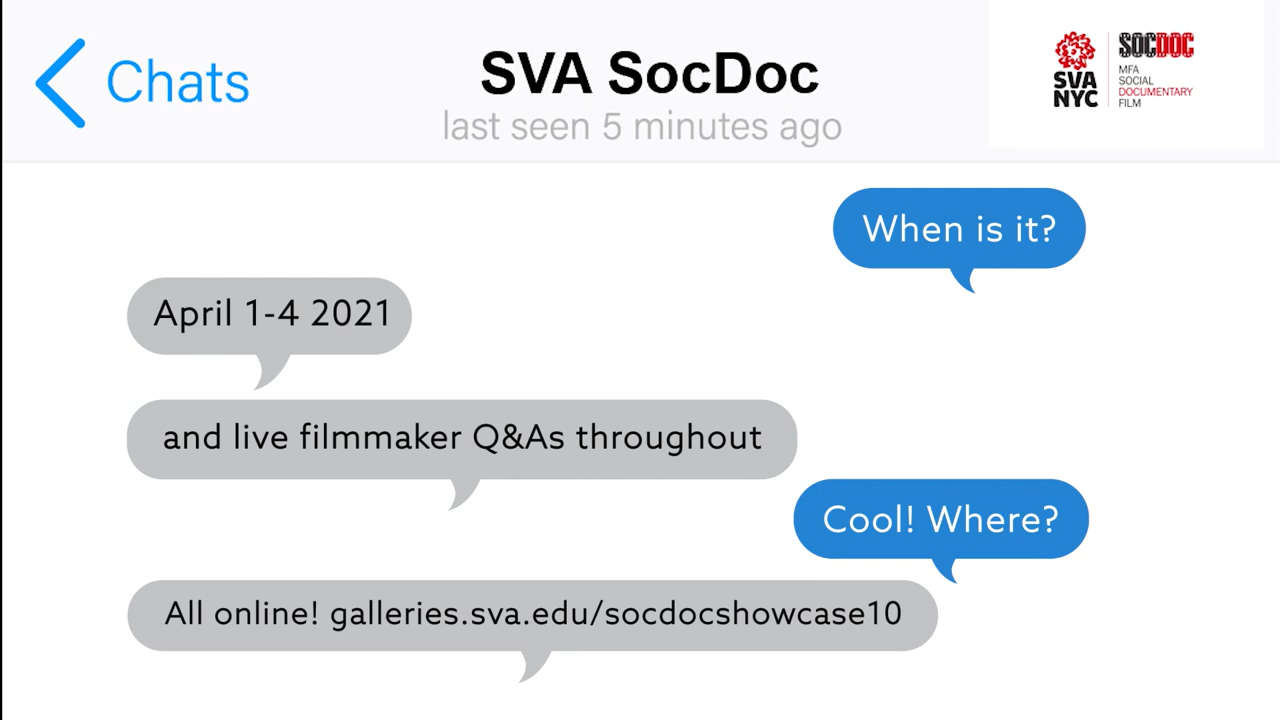 Chats
SVA SocDoc
last seen 5 minutes ago
SVA
NYC
SOCDOC
MFA
SOCIAL
DOCUMENTARY
FILM
When is it?
April 1-4 2021
and live filmmaker Q&As throughout
Cool! Where?
All online! galleries.sva.edu/socdocshowcase10